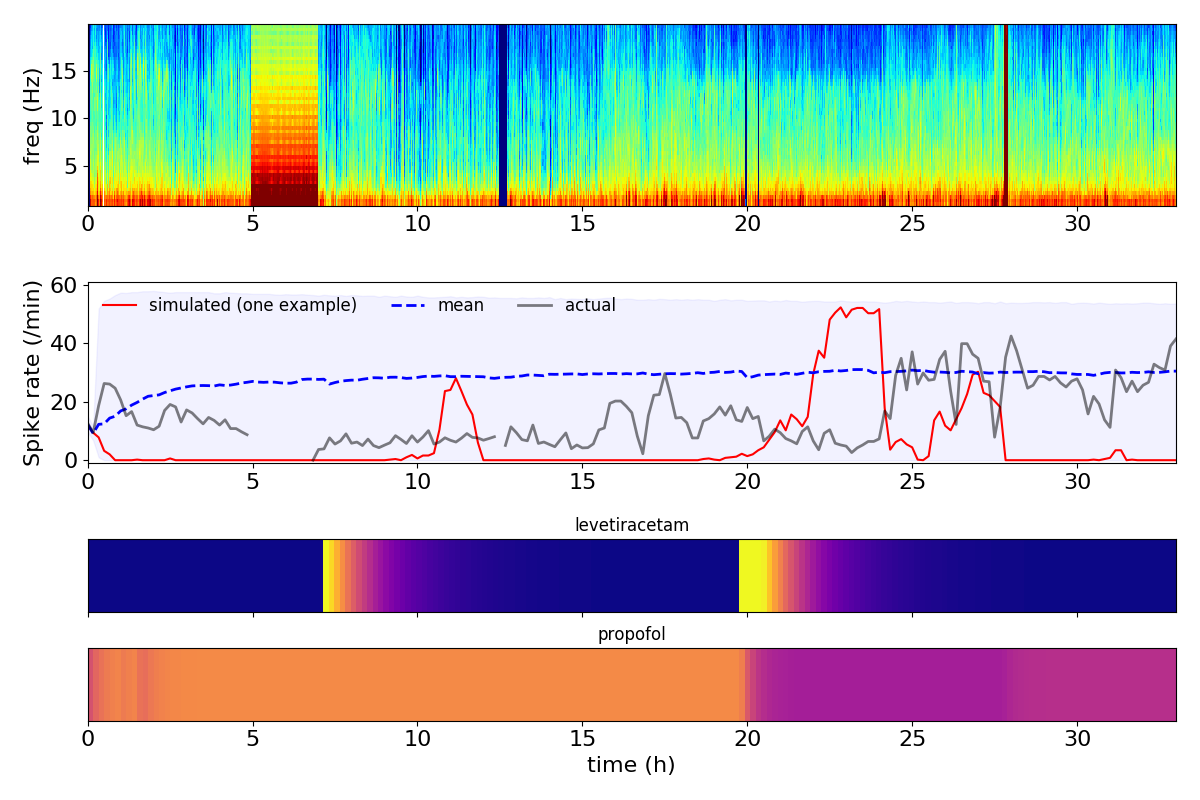 freq (Hz)
15
10
5
0 5 10 15 20 25 30
Spike rate (/min)
60
40
20
0
simulated (one example) mean actual
0 5 10 15 20 25 30
levetiracetam
propofol
0 5 10 15 20 25 30
time (h)